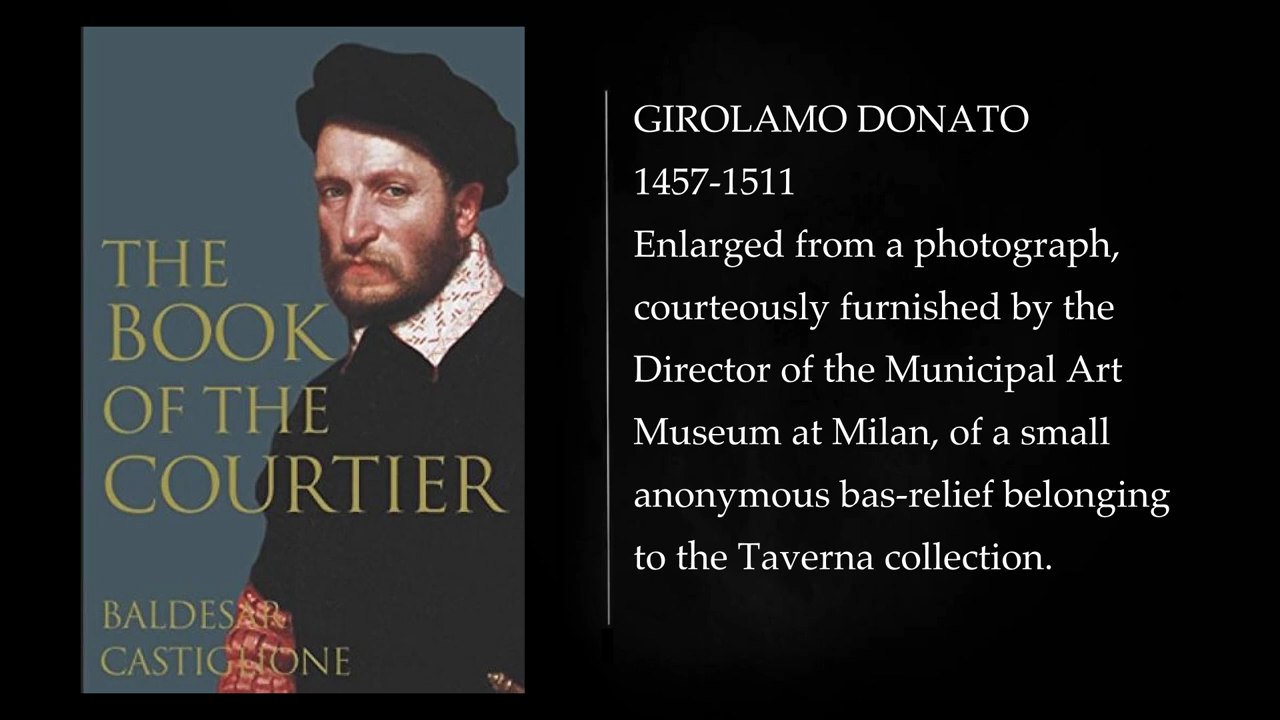 THE
BOOK
OF THE
COURTIER
BALDESAR
CASTIGLIONE
GIROLAMO DONATO
1457-1511
Enlarged from a photograph,
courteously furnished by the
Director of the Municipal Art
Museum at Milan, of a small
anonymous bas-relief belonging
to the Taverna collection.